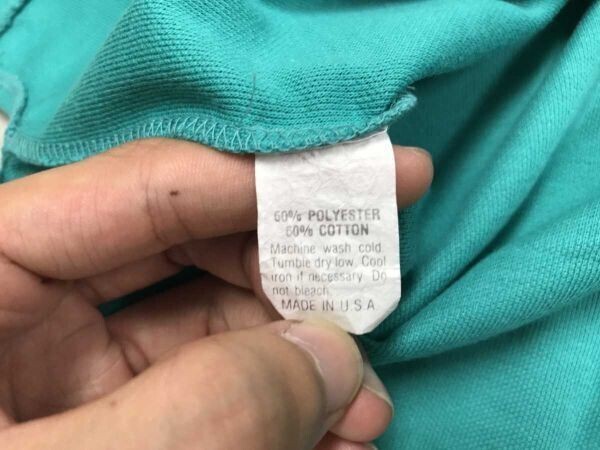 50% POLYESTER
50% COTTON
Machine wash cold.
Tumble dry low. Cool
iron if necessary. Do
not bleach.
MADE IN U.S.A